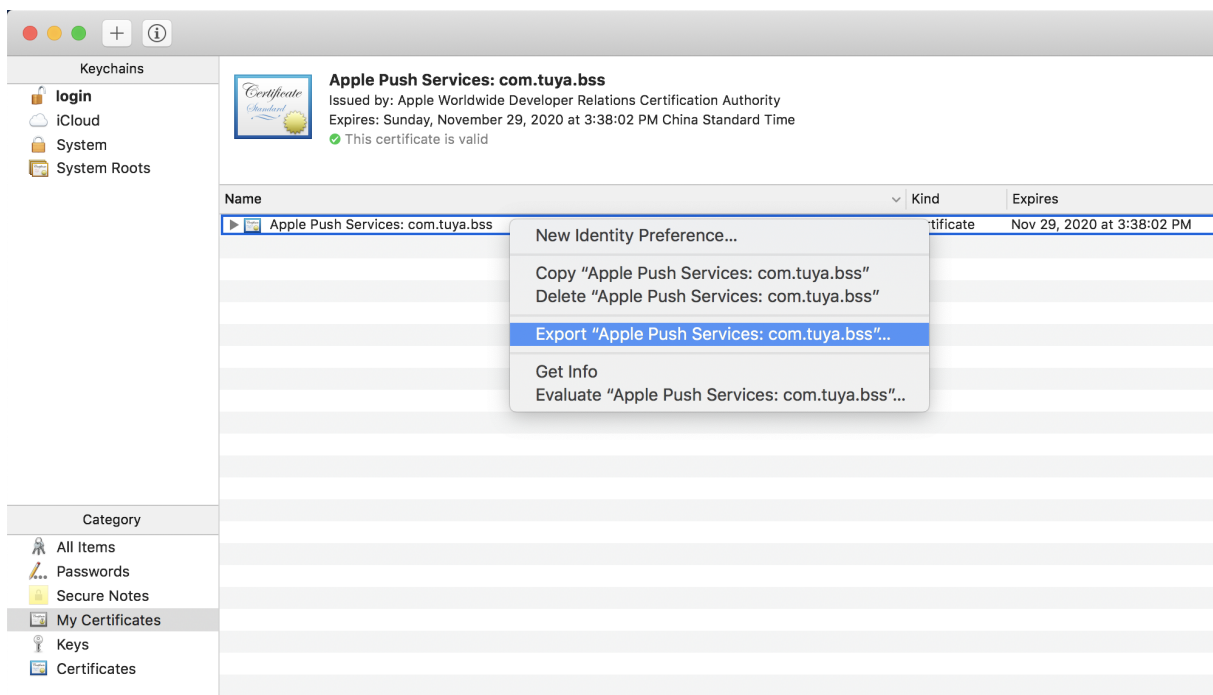 Keychains
login
iCloud
System
System Roots
Certificate
Standard
Apple Push Services: com.tuya.bss
Issued by: Apple Worldwide Developer Relations Certification Authority
Expires: Sunday, November 29, 2020 at 3:38:02 PM China Standard Time
This certificate is valid
Name Kind Expires
Apple Push Services: com.tuya.bss tificate Nov 29, 2020 at 3:38:02 PM
New Identity Preference...
Copy “Apple Push Services: com.tuya.bss”
Delete “Apple Push Services: com.tuya.bss”
Export “Apple Push Services: com.tuya.bss”...
Get Info
Evaluate “Apple Push Services: com.tuya.bss”...
Category
All Items
Passwords
Secure Notes
My Certificates
Keys
Certificates